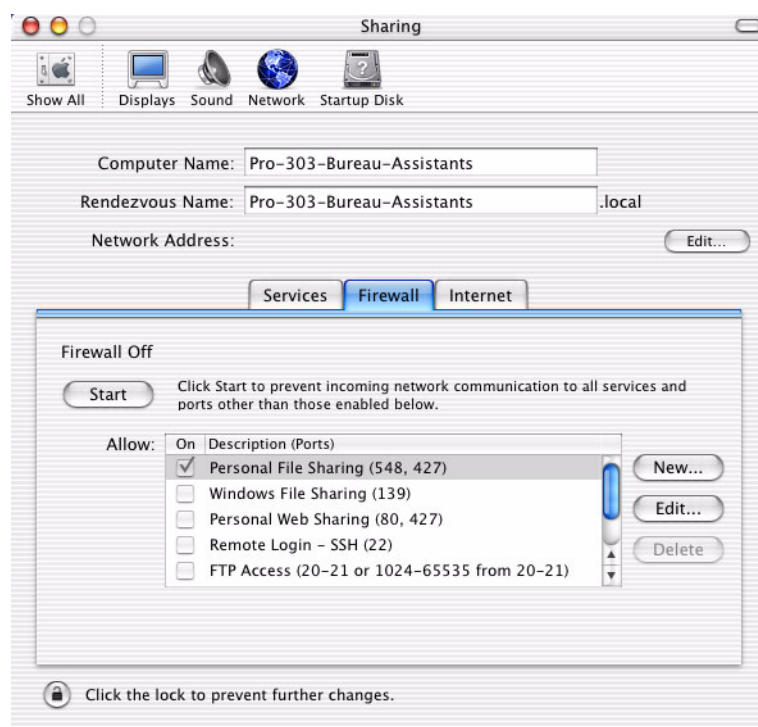 Sharing
Show All Displays Sound Network Startup Disk
Computer Name: Pro-303-Bureau-Assistants
Rendezvous Name: Pro-303-Bureau-Assistants .local
Network Address: Edit...
Services Firewall Internet
Firewall Off
Start Click Start to prevent incoming network communication to all services and
ports other than those enabled below.
Allow: On Description (Ports)
Personal File Sharing (548, 427) New...
Windows File Sharing (139)
Edit...
Personal Web Sharing (80, 427)
Remote Login - SSH (22) Delete
FTP Access (20-21 or 1024-65535 from 20-21)
Click the lock to prevent further changes.